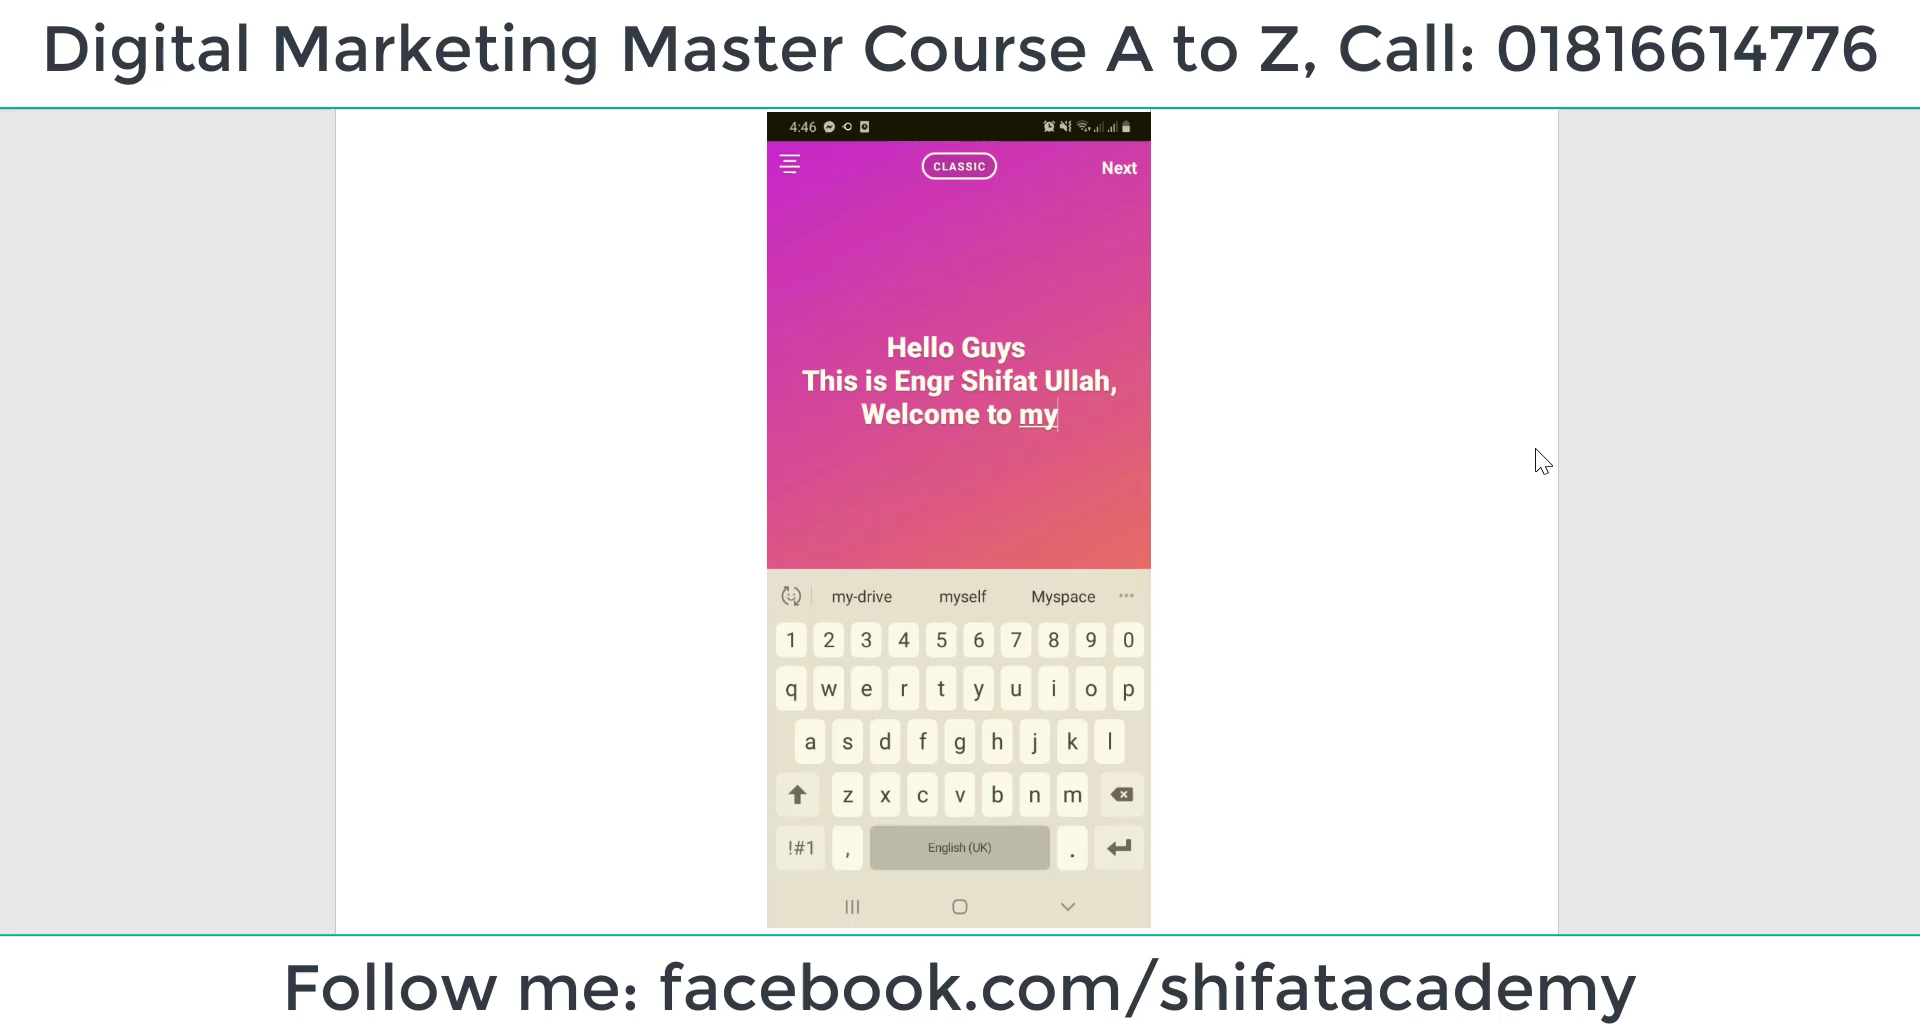 Digital Marketing Master Course A to Z, Call: 01816614776
4:46
CLASSIC
Next
Hello Guys
This is Engr Shifat Ullah,
Welcome to my
my-drive myself Myspace
1 2 3 4 5 6 7 8 9 0
q w e r t y u i o p
a s d f g h j k l
z x c v b n m
!#1 , English (UK) .
Follow me: facebook.com/shifatacademy